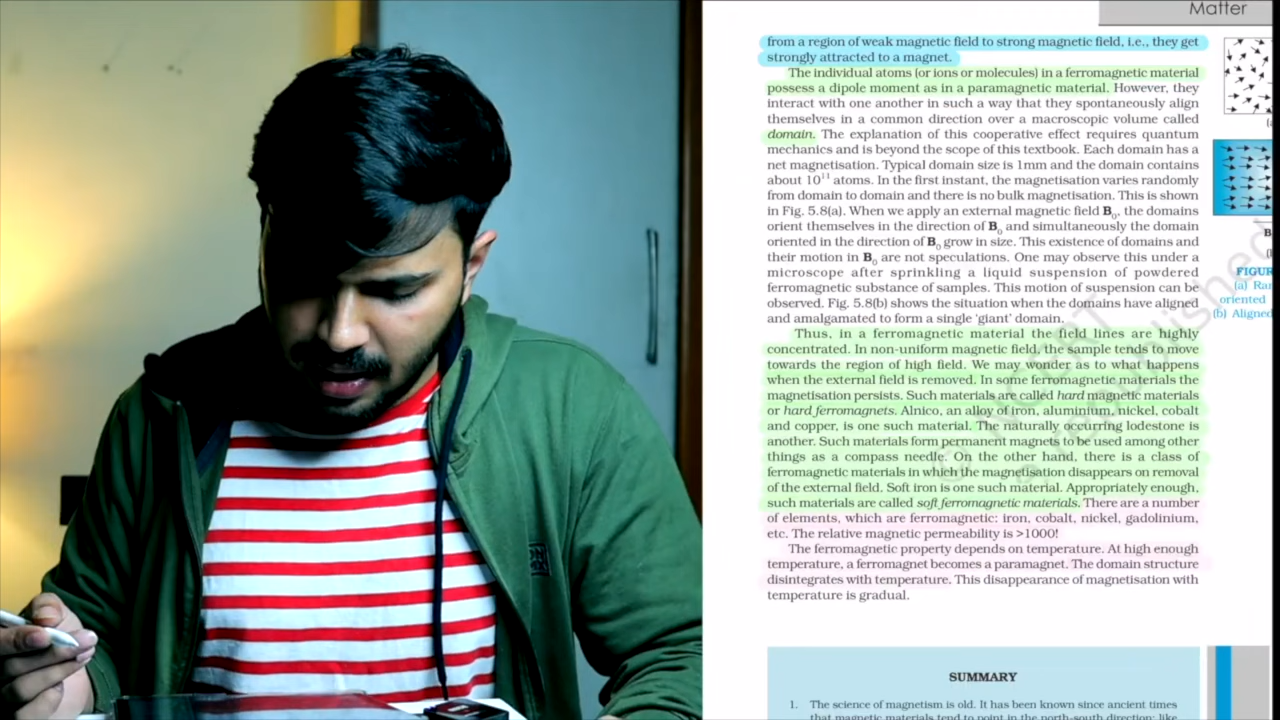 Matter
from a region of weak magnetic field to strong magnetic field, i.e., they get
strongly attracted to a magnet.
The individual atoms (or ions or molecules) in a ferromagnetic material
possess a dipole moment as in a paramagnetic material. However, they
interact with one another in such a way that they spontaneously align
themselves in a common direction over a macroscopic volume called
domain. The explanation of this cooperative effect requires quantum
mechanics and is beyond the scope of this textbook. Each domain has a
net magnetisation. Typical domain size is 1mm and the domain contains
about 10¹¹ atoms. In the first instant, the magnetisation varies randomly
from domain to domain and there is no bulk magnetisation. This is shown
in Fig. 5.8(a). When we apply an external magnetic field B₀, the domains
orient themselves in the direction of B₀ and simultaneously the domain
oriented in the direction of B₀ grow in size. This existence of domains and
their motion in B₀ are not speculations. One may observe this under a
microscope after sprinkling a liquid suspension of powdered
ferromagnetic substance of samples. This motion of suspension can be
observed. Fig. 5.8(b) shows the situation when the domains have aligned
and amalgamated to form a single 'giant' domain.
Thus, in a ferromagnetic material the field lines are highly
concentrated. In non-uniform magnetic field, the sample tends to move
towards the region of high field. We may wonder as to what happens
when the external field is removed. In some ferromagnetic materials the
magnetisation persists. Such materials are called hard magnetic materials
or hard ferromagnets. Alnico, an alloy of iron, aluminium, nickel, cobalt
and copper, is one such material. The naturally occurring lodestone is
another. Such materials form permanent magnets to be used among other
things as a compass needle. On the other hand, there is a class of
ferromagnetic materials in which the magnetisation disappears on removal
of the external field. Soft iron is one such material. Appropriately enough,
such materials are called soft ferromagnetic materials. There are a number
of elements, which are ferromagnetic: iron, cobalt, nickel, gadolinium,
etc. The relative magnetic permeability is >1000!
The ferromagnetic property depends on temperature. At high enough
temperature, a ferromagnet becomes a paramagnet. The domain structure
disintegrates with temperature. This disappearance of magnetisation with
temperature is gradual.
(a
B
FIGUR
(a) Ran
oriented
(b) Aligned
SUMMARY
1. The science of magnetism is old. It has been known since ancient times
that magnetic materials tend to point in the north-south direction; like